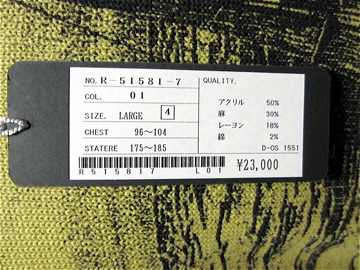 NO. R-51581-7
COL. 01
SIZE. LARGE 4
CHEST 96～104
STATERE 175～185
QUALITY.
アクリル 50%
麻 30%
レーヨン 18%
綿 2%
D-OS 1551
R515817 L01
¥23,000